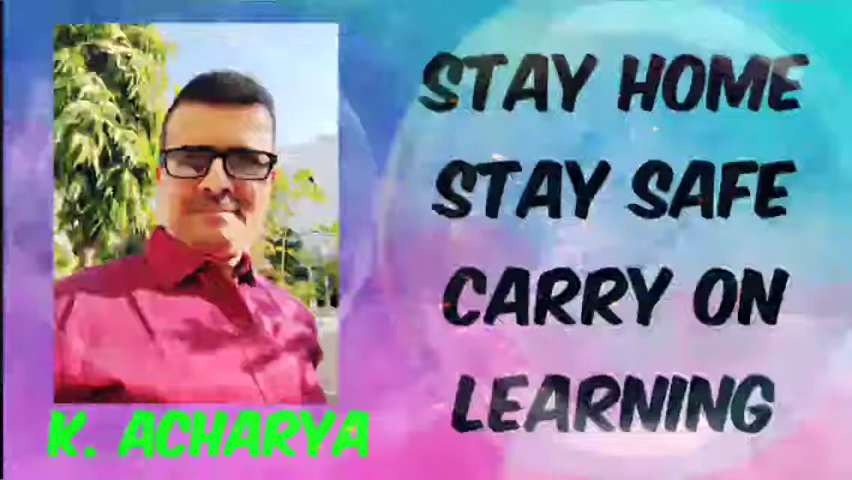 STAY HOME
STAY SAFE
CARRY ON
LEARNING
K. ACHARYA